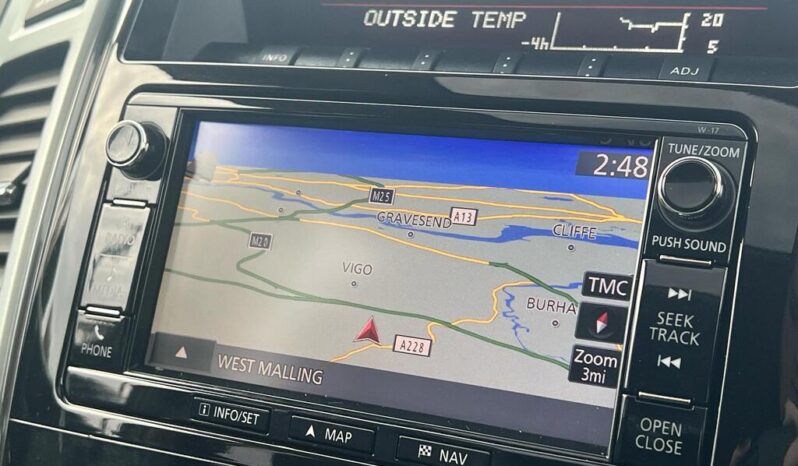 OUTSIDE TEMP
20
-4h
5
INFO
ADJ
W-17
TUNE/ZOOM
2:48
M25
GRAVESEND
A13
CLIFFE
PUSH SOUND
AUDIO
M20
VIGO
TMC
BURHA
SEEK
TRACK
PHONE
A228
Zoom
3mi
WEST MALLING
OPEN
CLOSE
i INFO/SET
MAP
NAV